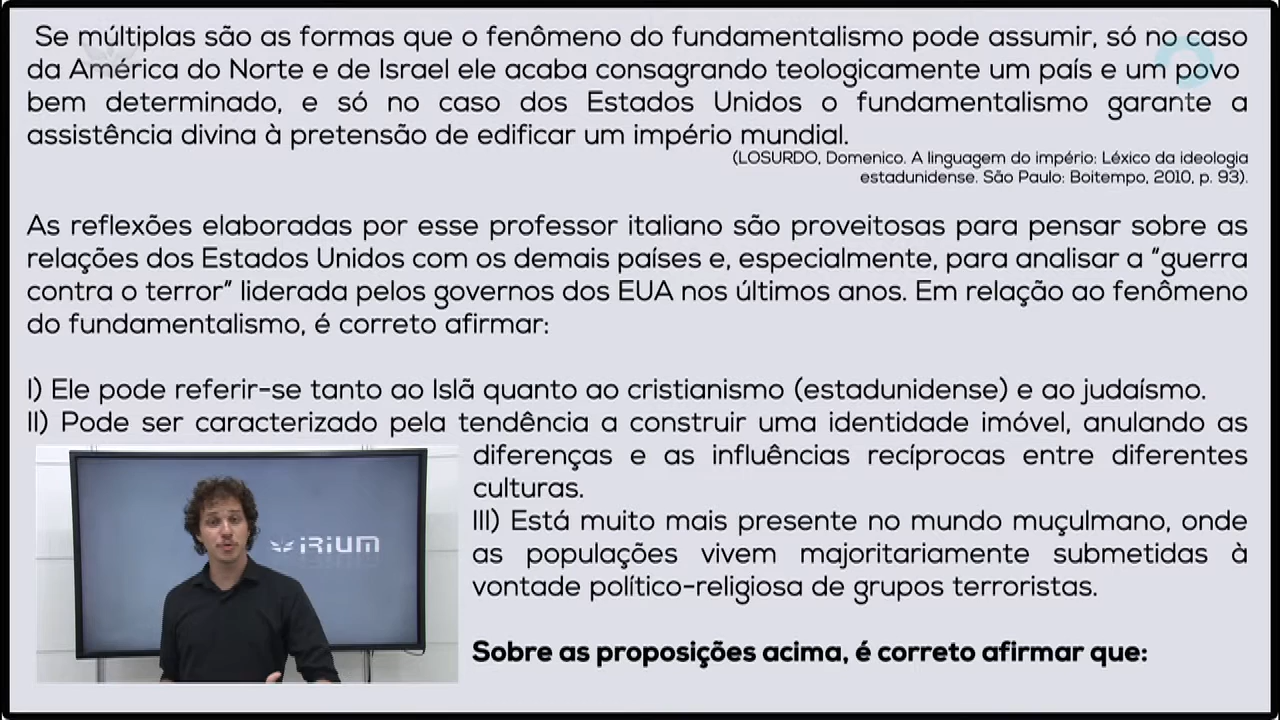 Se múltiplas são as formas que o fenômeno do fundamentalismo pode assumir, só no caso
da América do Norte e de Israel ele acaba consagrando teologicamente um país e um povo
bem determinado, e só no caso dos Estados Unidos o fundamentalismo garante a
assistência divina à pretensão de edificar um império mundial.
(LOSURDO, Domenico. A linguagem do império: Léxico da ideologia
estadunidense. São Paulo: Boitempo, 2010, p. 93).
As reflexões elaboradas por esse professor italiano são proveitosas para pensar sobre as
relações dos Estados Unidos com os demais países e, especialmente, para analisar a “guerra
contra o terror” liderada pelos governos dos EUA nos últimos anos. Em relação ao fenômeno
do fundamentalismo, é correto afirmar:
I) Ele pode referir-se tanto ao Islã quanto ao cristianismo (estadunidense) e ao judaísmo.
II) Pode ser caracterizado pela tendência a construir uma identidade imóvel, anulando as
diferenças e as influências recíprocas entre diferentes
culturas.
III) Está muito mais presente no mundo muçulmano, onde
as populações vivem majoritariamente submetidas à
vontade político-religiosa de grupos terroristas.
Sobre as proposições acima, é correto afirmar que:
IRIUM